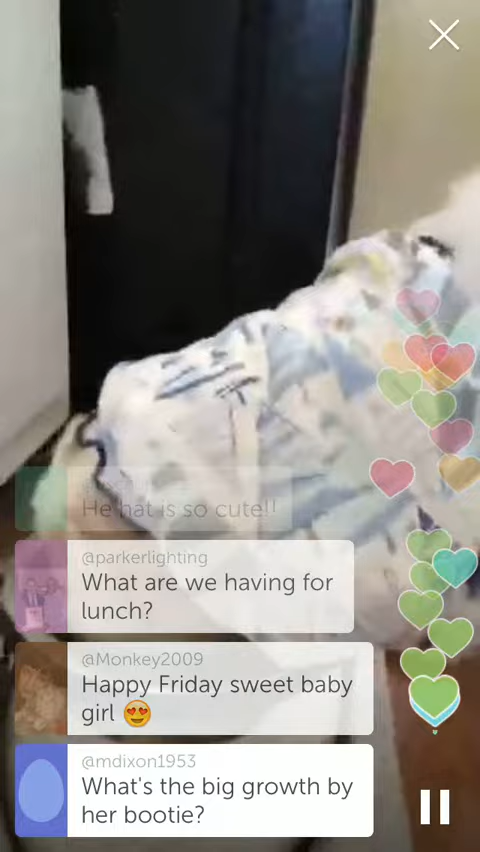 He hat is so cute!!
@parkerlighting
What are we having for
lunch?
@Monkey2009
Happy Friday sweet baby
girl 😍
@mdixon1953
What's the big growth by
her bootie?